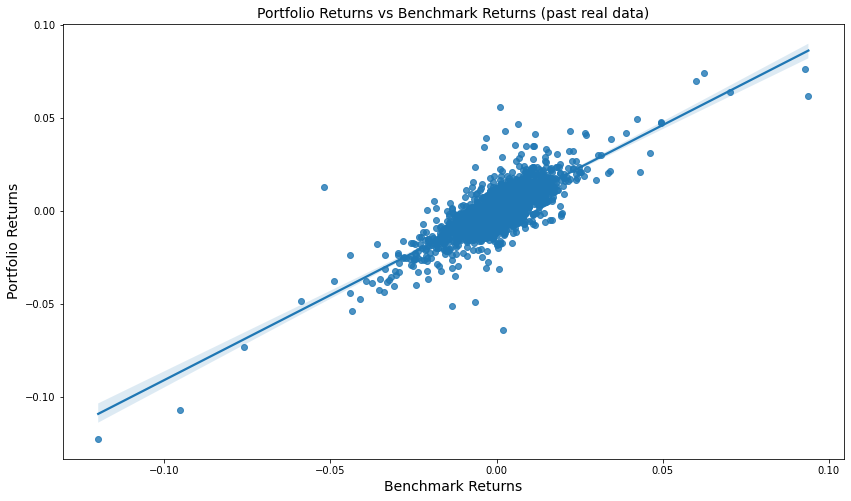 Portfolio Returns vs Benchmark Returns (past real data)
0.10
0.05
0.00
−0.05
−0.10
Portfolio Returns
−0.10 −0.05 0.00 0.05 0.10
Benchmark Returns